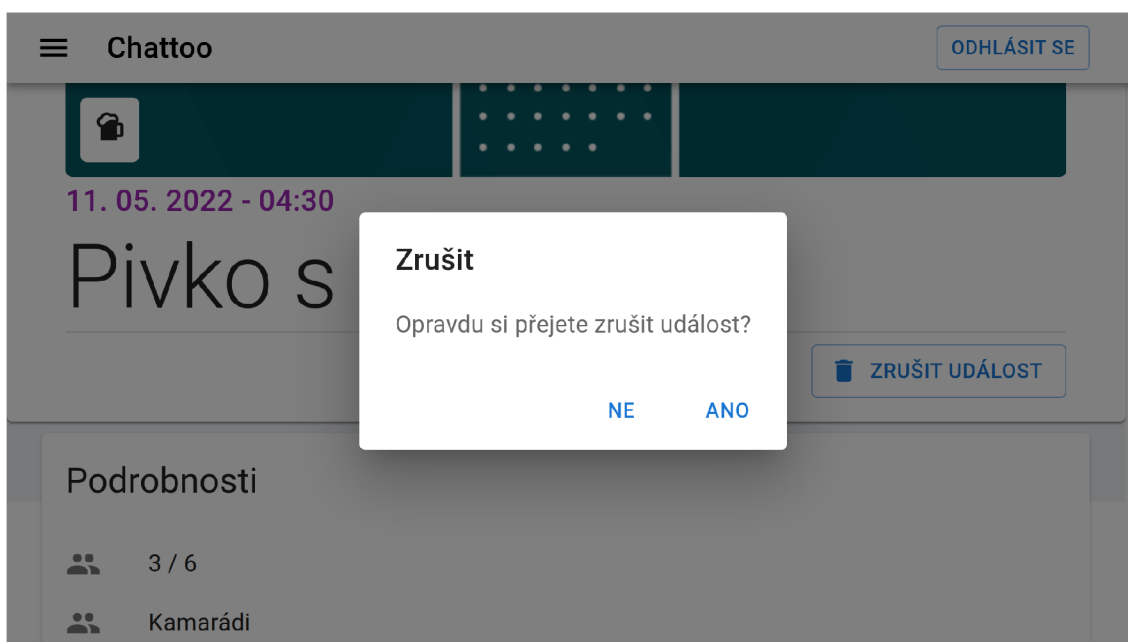 Chattoo
ODHLÁSIT SE
11. 05. 2022 - 04:30
Pivko s
Zrušit
Opravdu si přejete zrušit událost?
NE
ANO
ZRUŠIT UDÁLOST
Podrobnosti
3 / 6
Kamarádi